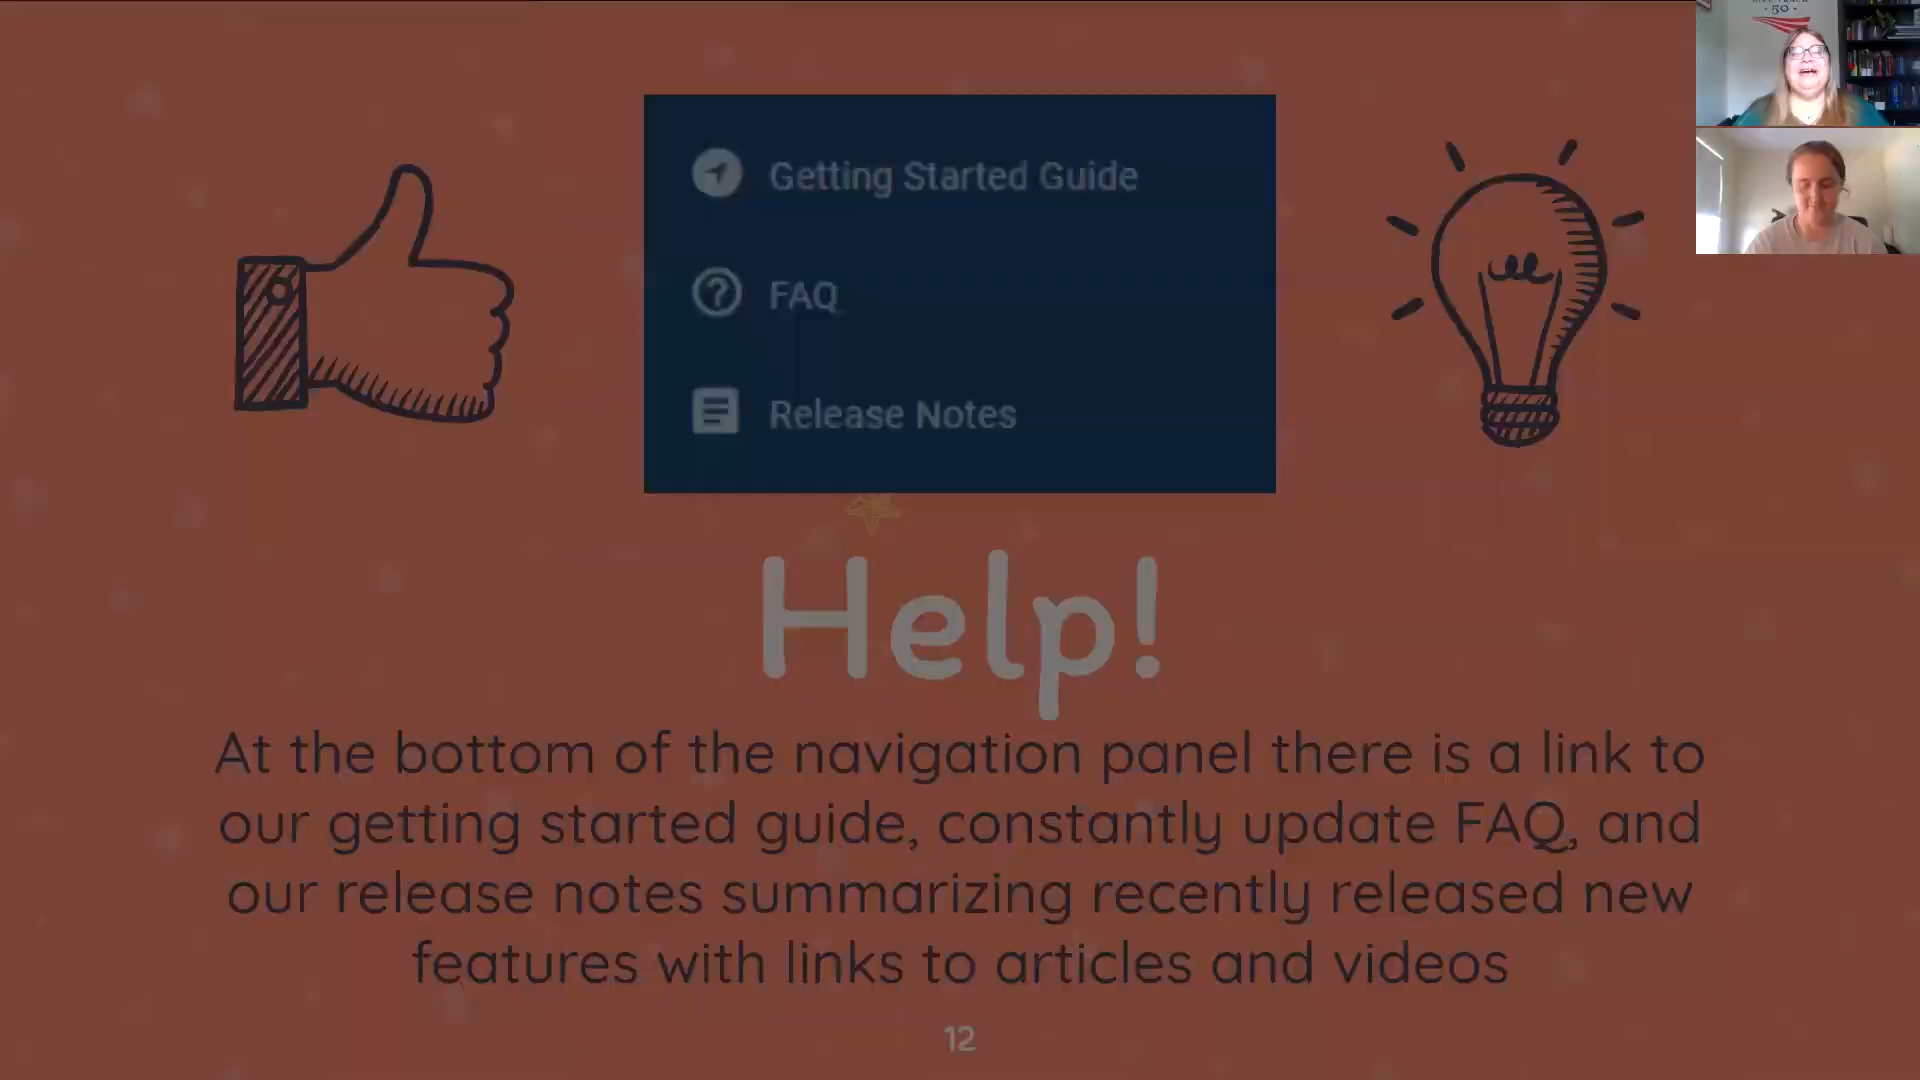 50
Getting Started Guide
FAQ
Release Notes
Help!
At the bottom of the navigation panel there is a link to
our getting started guide, constantly update FAQ, and
our release notes summarizing recently released new
features with links to articles and videos
12